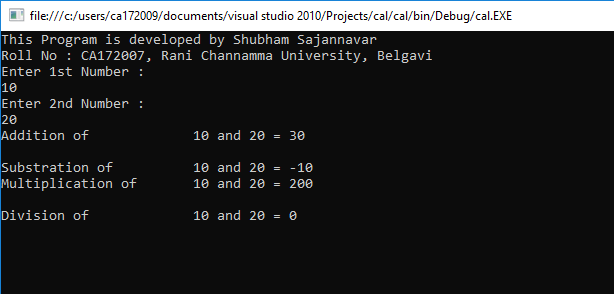 file:///c:/users/ca172009/documents/visual studio 2010/Projects/cal/cal/bin/Debug/cal.EXE
This Program is developed by Shubham Sajannavar
Roll No : CA172007, Rani Channamma University, Belgavi
Enter 1st Number :
10
Enter 2nd Number :
20
Addition of 10 and 20 = 30
Substration of 10 and 20 = -10
Multiplication of 10 and 20 = 200
Division of 10 and 20 = 0